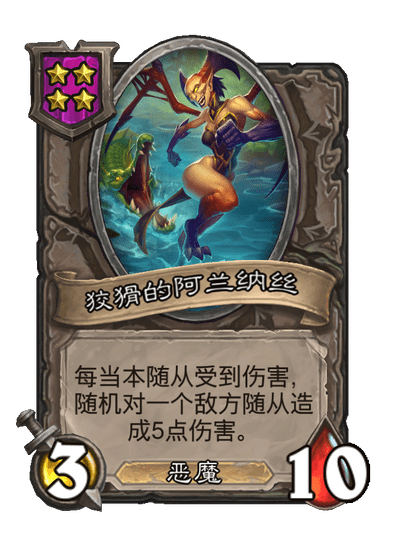 狡猾的阿兰纳丝
每当本随从受到伤害，
随机对一个敌方随从造
成5点伤害。
3
恶魔
10